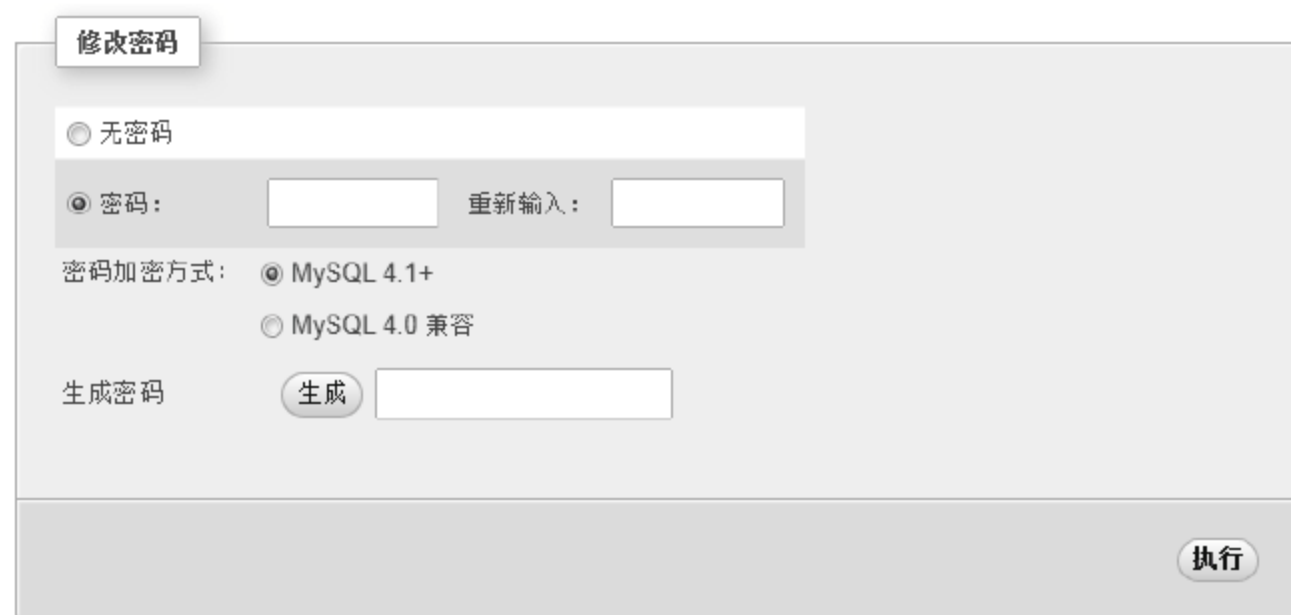 修改密码
无密码
密码： 重新输入：
密码加密方式： MySQL 4.1+
MySQL 4.0 兼容
生成密码 生成
执行